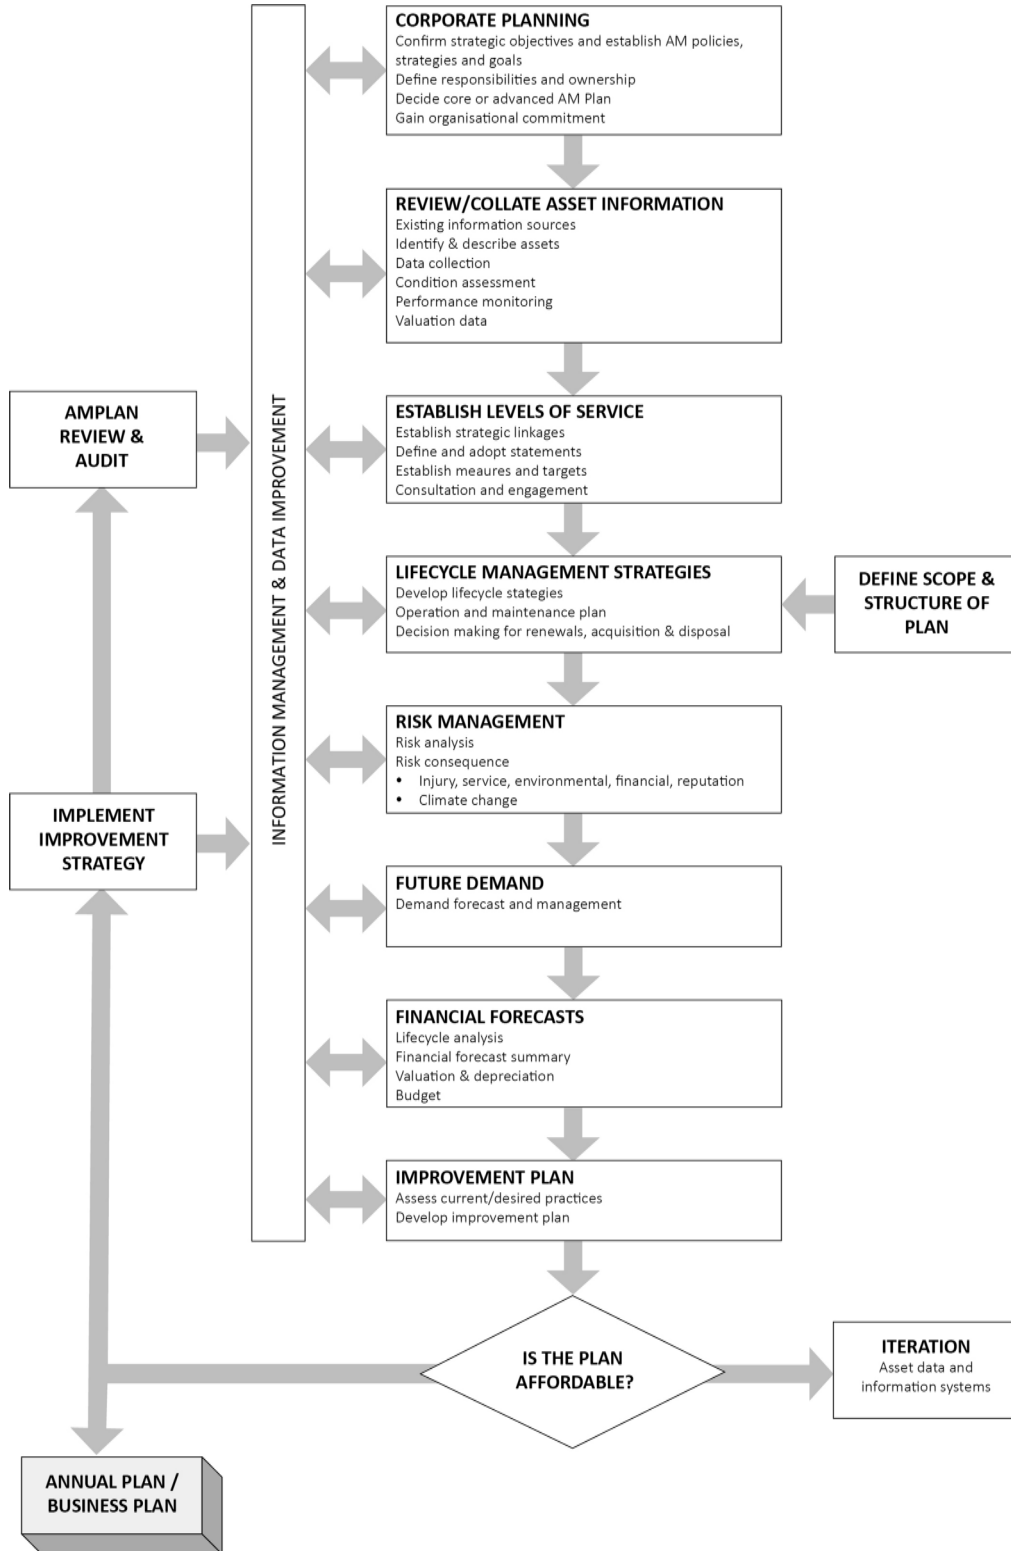 CORPORATE PLANNING
Confirm strategic objectives and establish AM policies,
strategies and goals
Define responsibilities and ownership
Decide core or advanced AM Plan
Gain organisational commitment
REVIEW/COLLATE ASSET INFORMATION
Existing information sources
Identify & describe assets
Data collection
Condition assessment
Performance monitoring
Valuation data
AMPLAN
REVIEW &
AUDIT
INFORMATION MANAGEMENT & DATA IMPROVEMENT
ESTABLISH LEVELS OF SERVICE
Establish strategic linkages
Define and adopt statements
Establish meaures and targets
Consultation and engagement
LIFECYCLE MANAGEMENT STRATEGIES
Develop lifecycle stategies
Operation and maintenance plan
Decision making for renewals, acquisition & disposal
DEFINE SCOPE &
STRUCTURE OF
PLAN
RISK MANAGEMENT
Risk analysis
Risk consequence
• Injury, service, environmental, financial, reputation
• Climate change
IMPLEMENT
IMPROVEMENT
STRATEGY
FUTURE DEMAND
Demand forecast and management
FINANCIAL FORECASTS
Lifecycle analysis
Financial forecast summary
Valuation & depreciation
Budget
IMPROVEMENT PLAN
Assess current/desired practices
Develop improvement plan
IS THE PLAN
AFFORDABLE?
ITERATION
Asset data and
information systems
ANNUAL PLAN /
BUSINESS PLAN